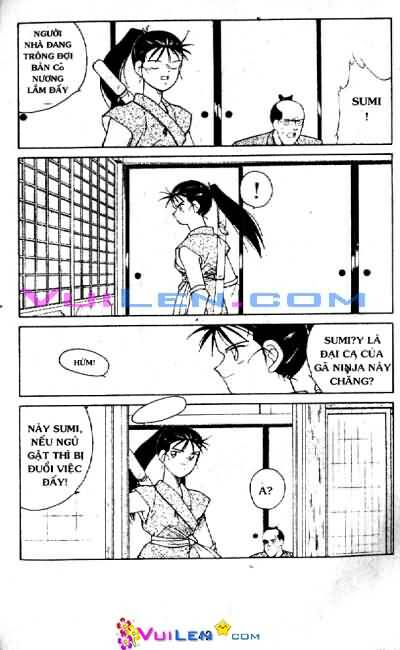 NGƯỜI
NHÀ ĐANG
TRÔNG ĐỢI
BẢN CÔ
NƯƠNG
LẮM ĐẤY
SUMI
!
!
VUILEN.COM
SUMI?Y LÀ
ĐẠI CA CỦA
GÃ NINJA NÀY
CHĂNG?
HỪM!
NÀY SUMI,
NẾU NGỦ
GẬT THÌ BỊ
ĐUỔI VIỆC
ĐẤY!
Á?
VUILEN